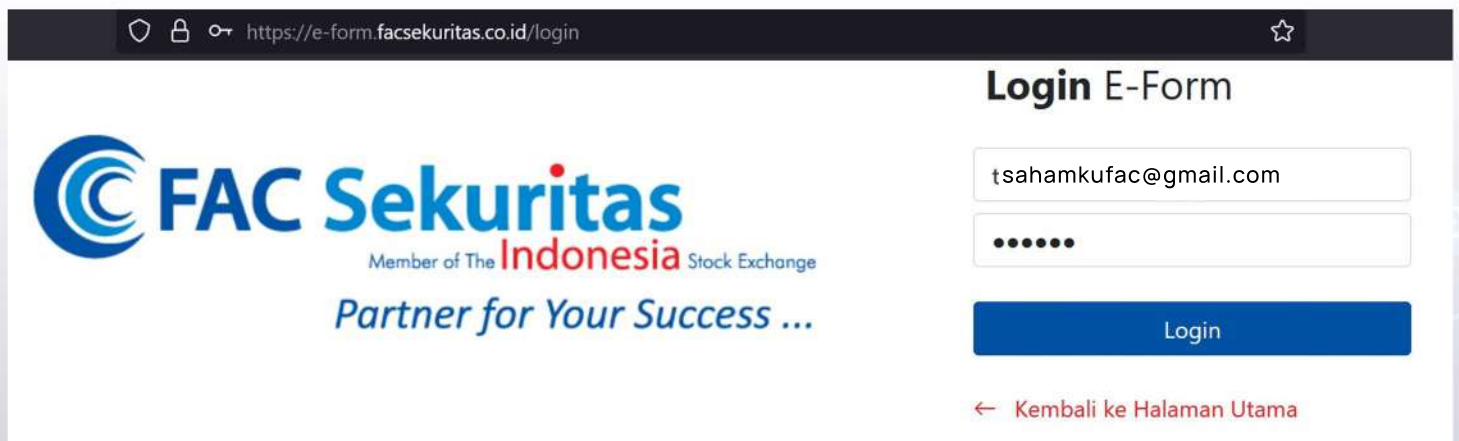 https://e-form.facsekuritas.co.id/login
Login E-Form
FAC Sekuritas
Member of The Indonesia Stock Exchange
Partner for Your Success ...
tsahamkufac@gmail.com
••••••
Login
← Kembali ke Halaman Utama